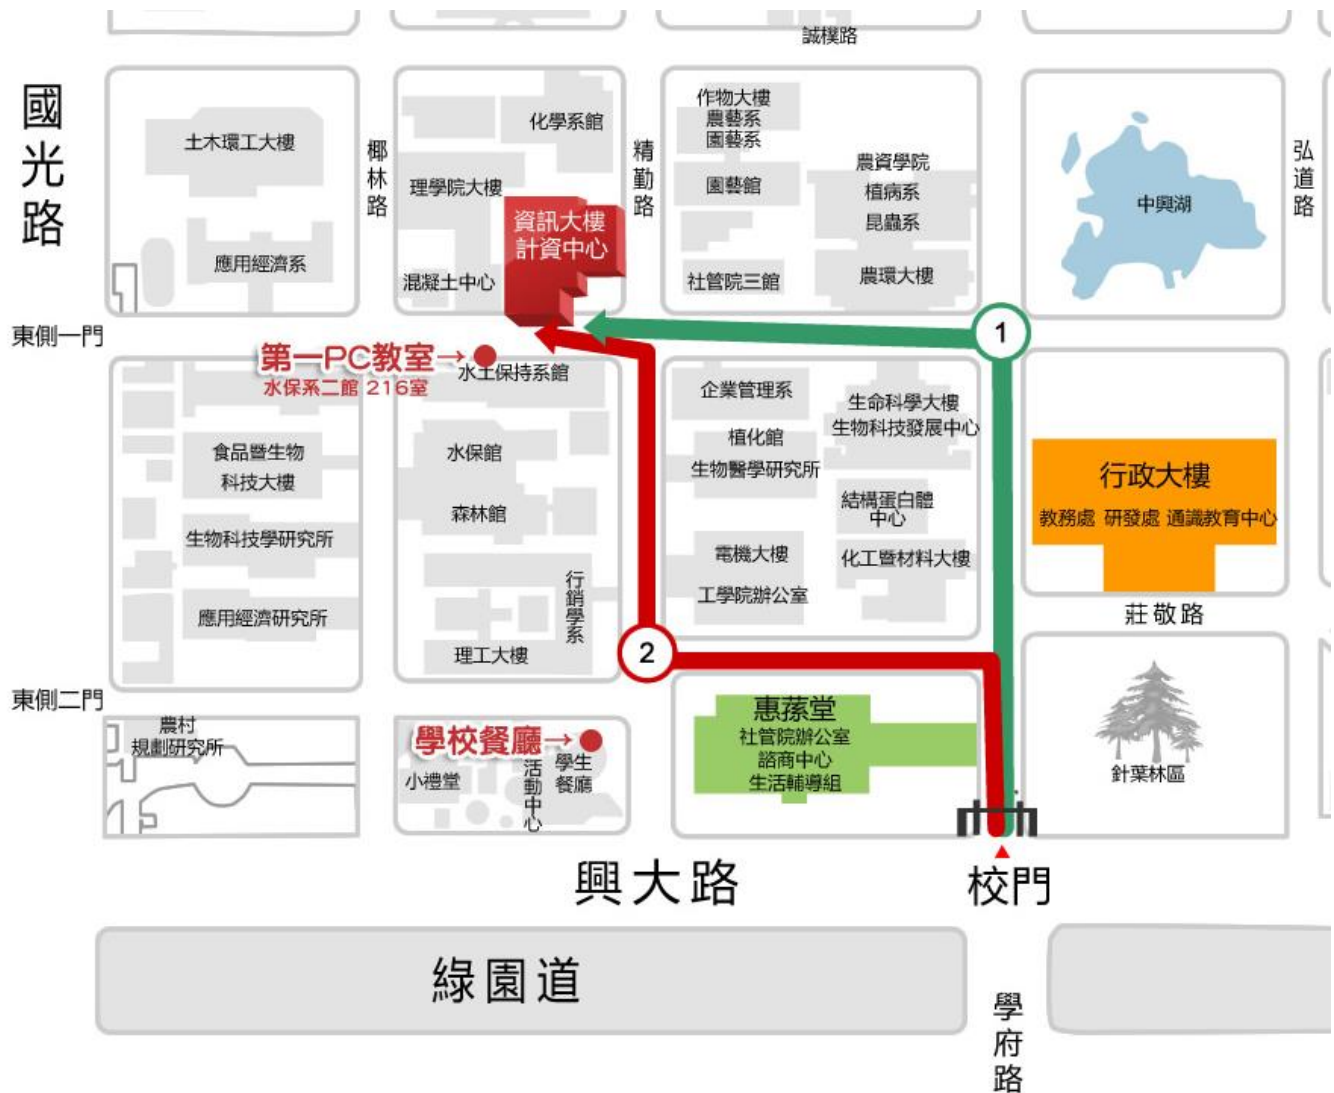 誠樸路
國光路
土木環工大樓
應用經濟系
椰林路
化學系館
理學院大樓
資訊大樓
計資中心
混凝土中心
精勤路
作物大樓
農藝系
園藝系
園藝館
社管院三館
農資學院
植病系
昆蟲系
農環大樓
中興湖
弘道路
東側一門
1
第一PC教室→
水保系二館 216室
水土保持系館
食品暨生物
科技大樓
生物科技學研究所
應用經濟研究所
水保館
森林館
行銷學系
理工大樓
企業管理系
植化館
生物醫學研究所
電機大樓
工學院辦公室
生命科學大樓
生物科技發展中心
結構蛋白體
中心
化工暨材料大樓
行政大樓
教務處 研發處 通識教育中心
莊敬路
2
東側二門
農村
規劃研究所
學校餐廳→
小禮堂
活動中心
學生
餐廳
惠蓀堂
社管院辦公室
諮商中心
生活輔導組
針葉林區
興大路
校門
綠園道
學府路